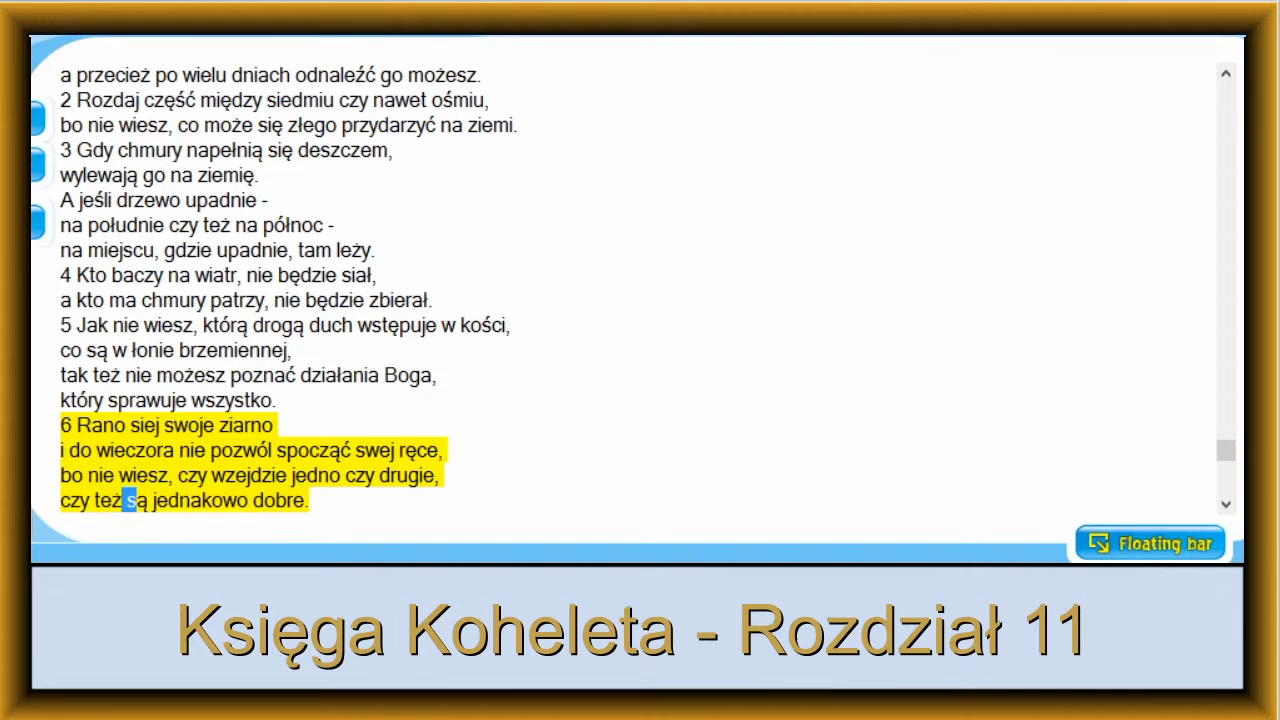 a przecież po wielu dniach odnaleźć go możesz.
2 Rozdaj część między siedmiu czy nawet ośmiu,
bo nie wiesz, co może się złego przydarzyć na ziemi.
3 Gdy chmury napełnią się deszczem,
wylewają go na ziemię.
A jeśli drzewo upadnie -
na południe czy też na północ -
na miejscu, gdzie upadnie, tam leży.
4 Kto baczy na wiatr, nie będzie siał,
a kto ma chmury patrzy, nie będzie zbierał.
5 Jak nie wiesz, którą drogą duch wstępuje w kości,
co są w łonie brzemiennej,
tak też nie możesz poznać działania Boga,
który sprawuje wszystko.
6 Rano siej swoje ziarno
i do wieczora nie pozwól spocząć swej ręce,
bo nie wiesz, czy wzejdzie jedno czy drugie,
czy też są jednakowo dobre.
Floating bar
Księga Koheleta - Rozdział 11